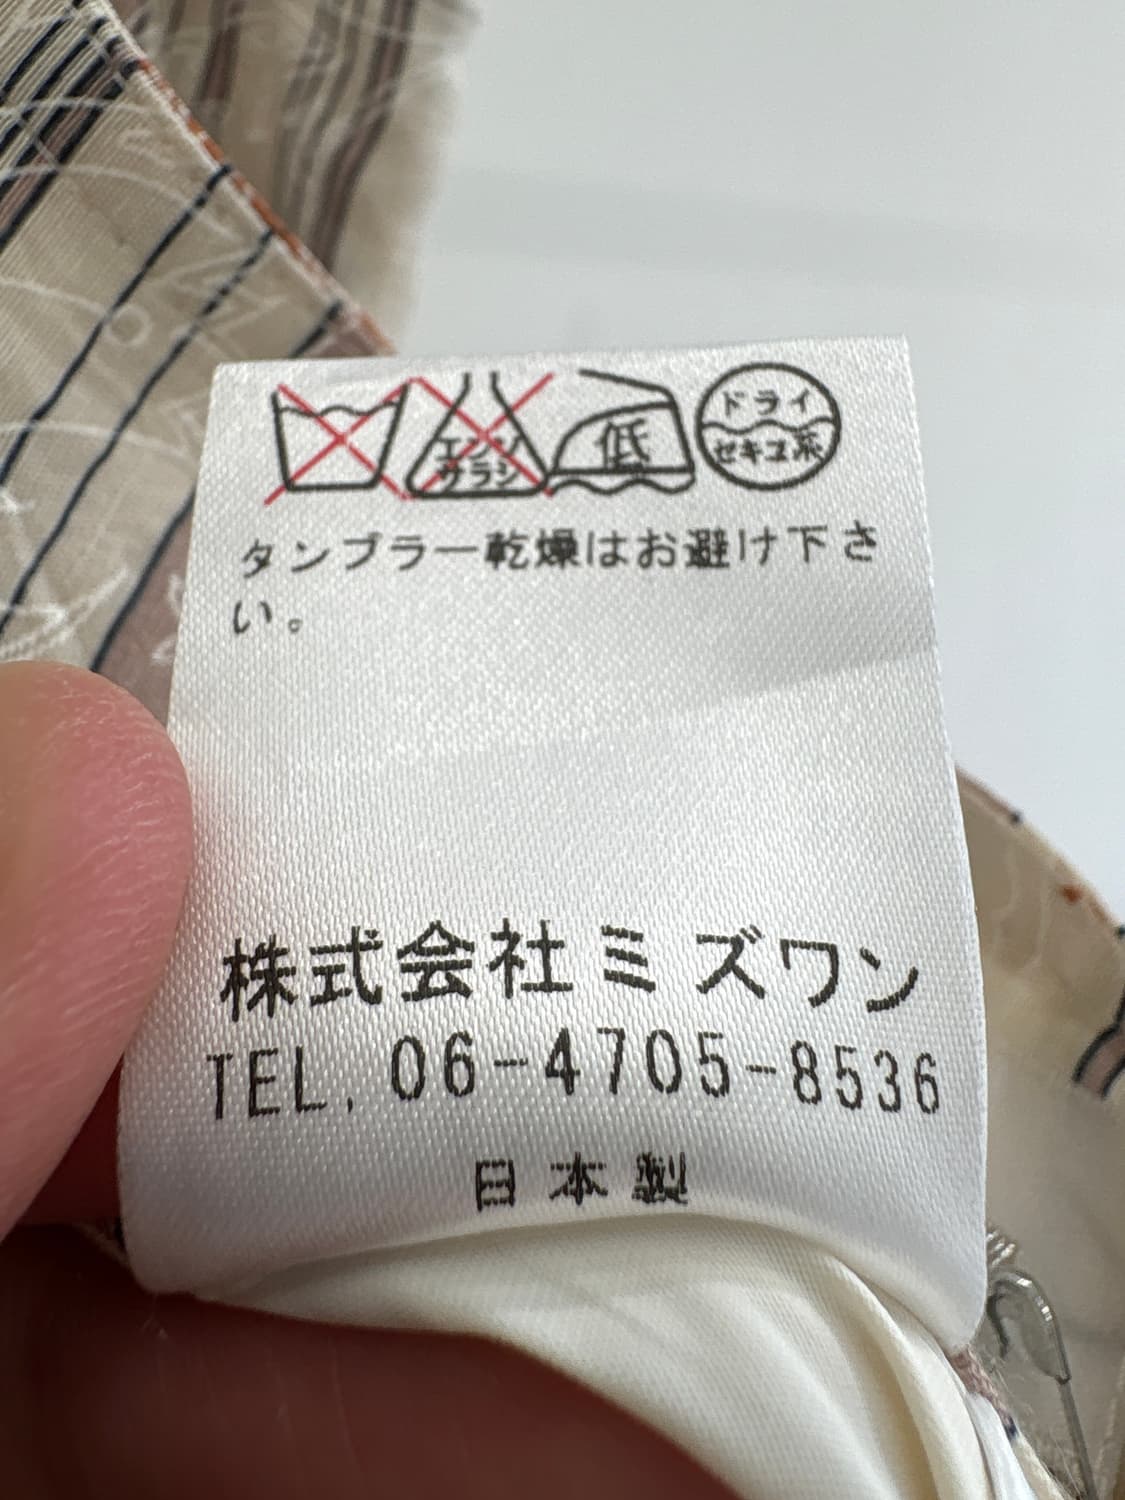 エンソ
サラシ
低
ドライ
セキユ系
タンブラー乾燥はお避け下さ
い。
株式会社ミズワン
TEL. 06-4705-8536
日本製